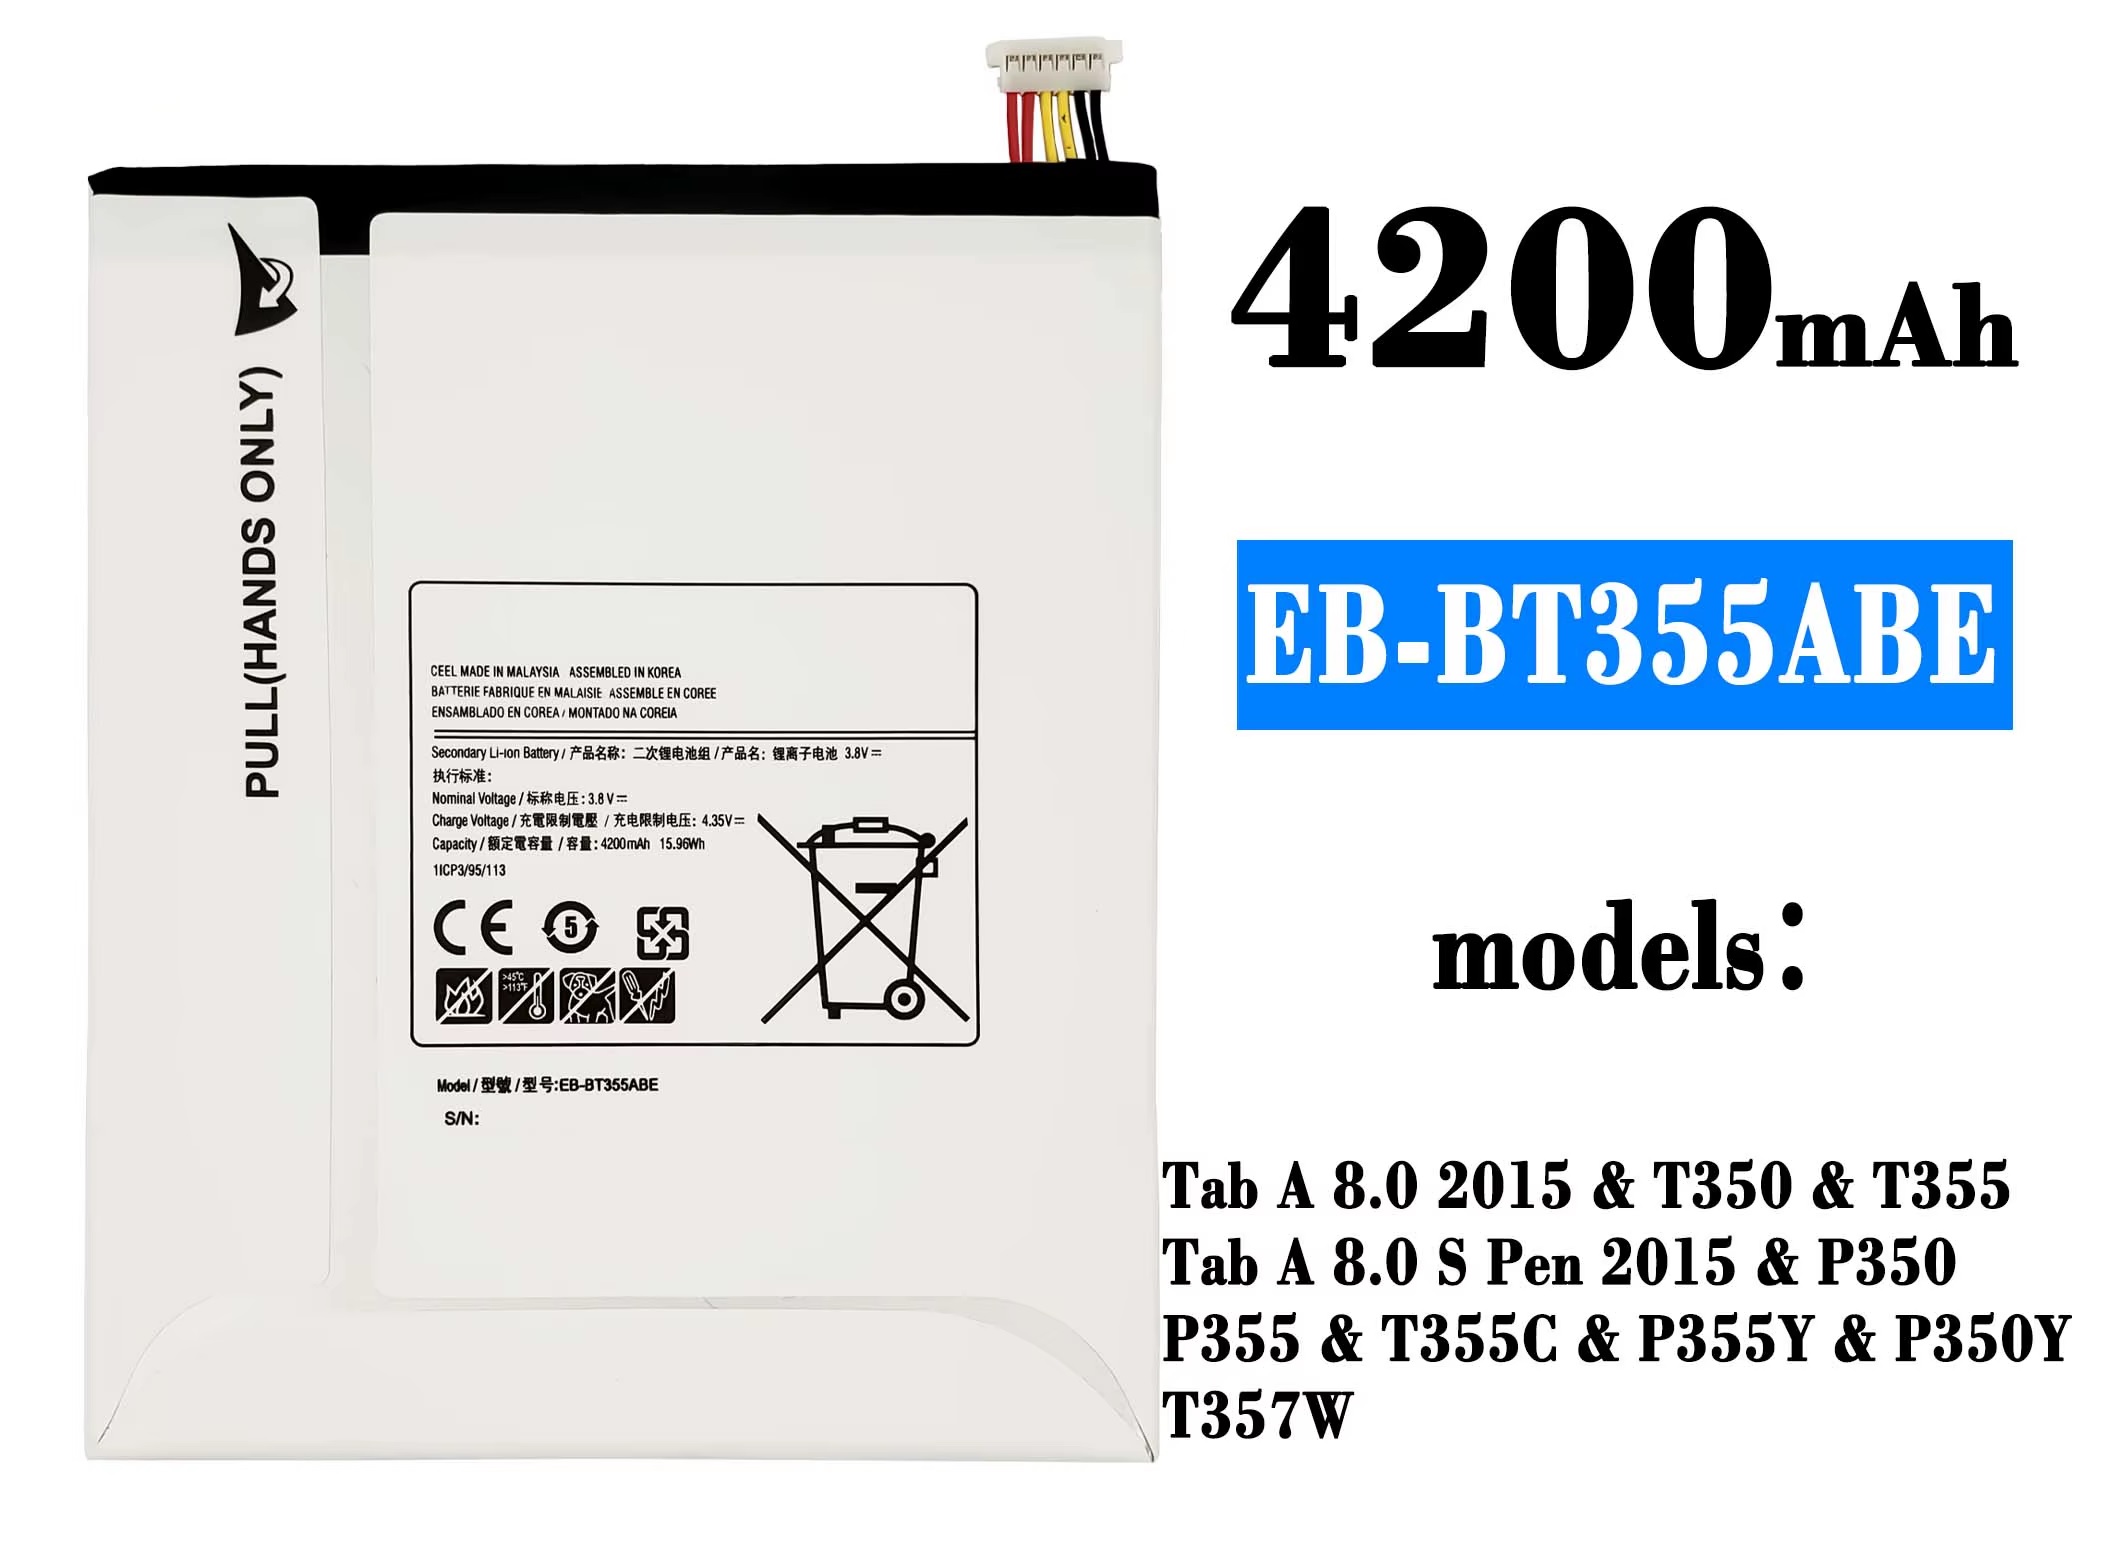 4200mAh
EB-BT355ABE
models：
Tab A 8.0 2015 & T350 & T355
Tab A 8.0 S Pen 2015 & P350
P355 & T355C & P355Y & P350Y
T357W
PULL(HANDS ONLY)
CEEL MADE IN MALAYSIA ASSEMBLED IN KOREA
BATTERIE FABRIQUE EN MALAISIE ASSEMBLE EN COREE
ENSAMBLADO EN COREA / MONTADO NA COREIA
Secondary Li-ion Battery / 产品名称：二次锂电池组 / 产品名：锂离子电池 3.8V⎓
执行标准：
Nominal Voltage / 标称电压：3.8 V⎓
Charge Voltage / 充電限制電壓 / 充电限制电压：4.35V⎓
Capacity / 額定電容量 / 容量：4200mAh 15.96Wh
1ICP3/95/113
CE
5
>45℃
>113℉
Model / 型號 / 型号:EB-BT355ABE
S/N: